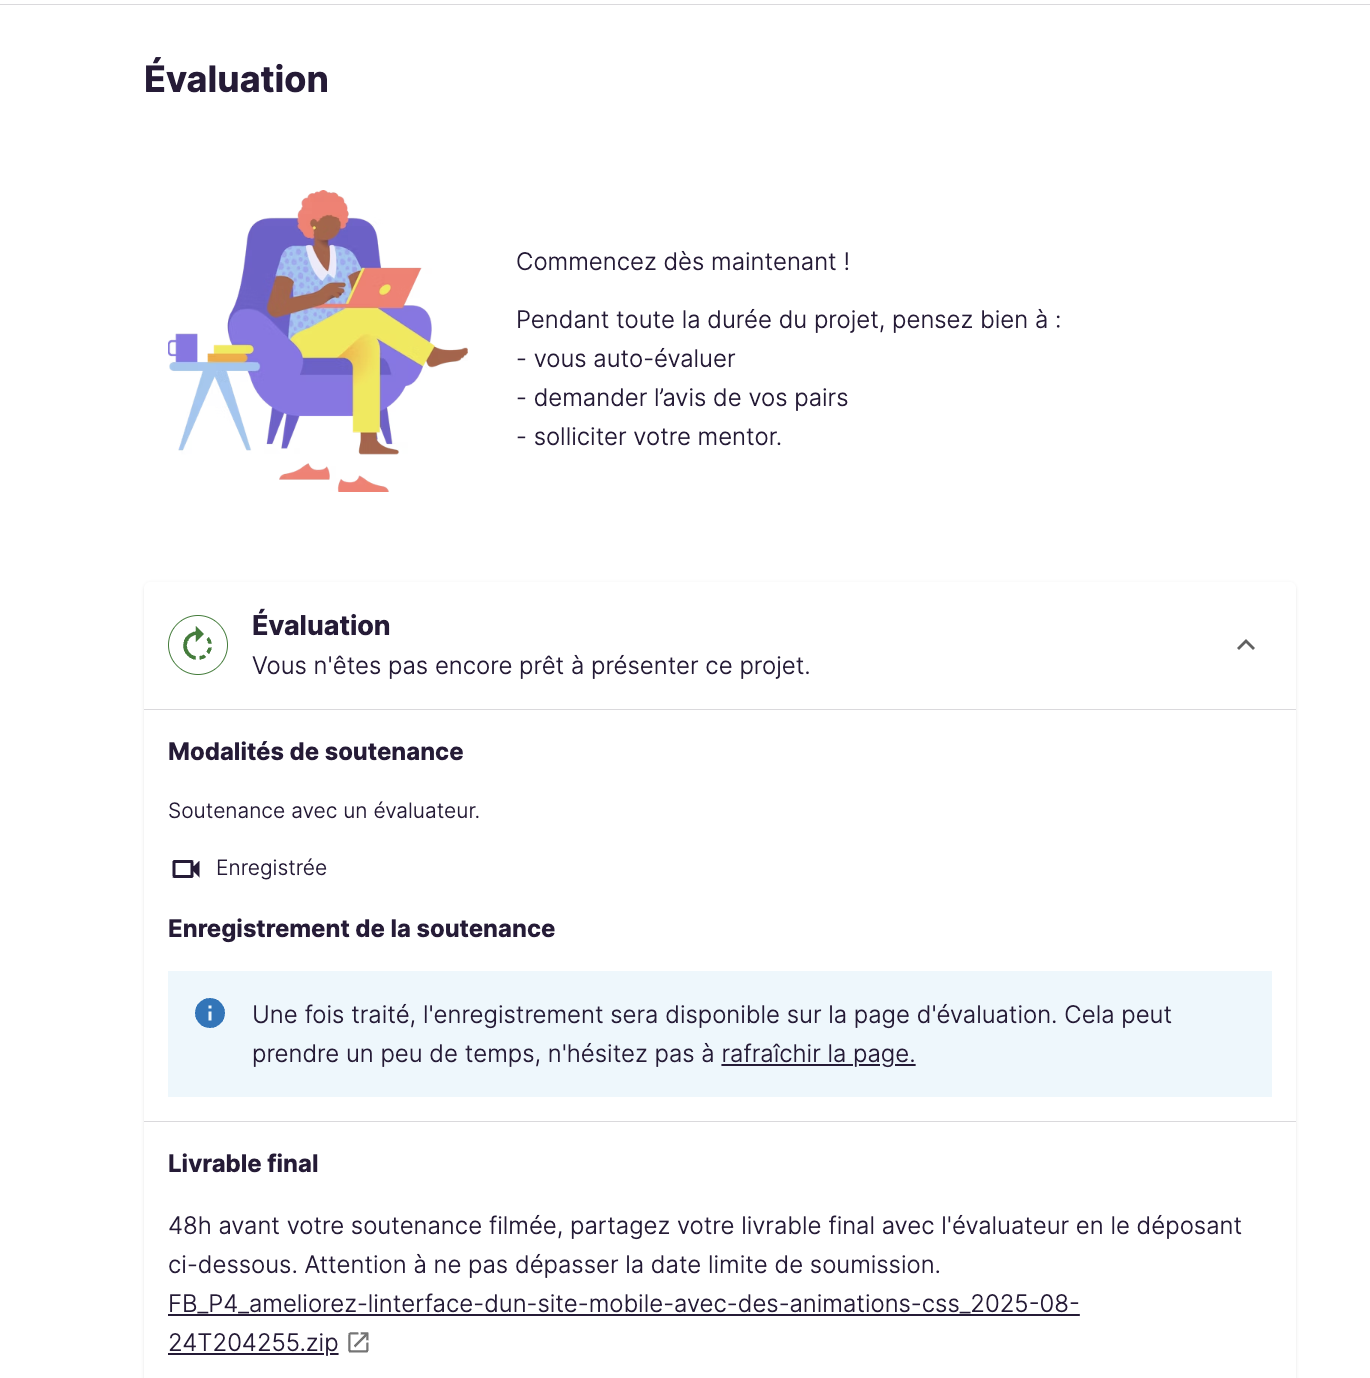 Évaluation
Commencez dès maintenant !
Pendant toute la durée du projet, pensez bien à :
- vous auto-évaluer
- demander l’avis de vos pairs
- solliciter votre mentor.
Évaluation
Vous n'êtes pas encore prêt à présenter ce projet.
Modalités de soutenance
Soutenance avec un évaluateur.
Enregistrée
Enregistrement de la soutenance
Une fois traité, l'enregistrement sera disponible sur la page d'évaluation. Cela peut
prendre un peu de temps, n'hésitez pas à rafraîchir la page.
Livrable final
48h avant votre soutenance filmée, partagez votre livrable final avec l'évaluateur en le déposant
ci-dessous. Attention à ne pas dépasser la date limite de soumission.
FB_P4_ameliorez-linterface-dun-site-mobile-avec-des-animations-css_2025-08-
24T204255.zip